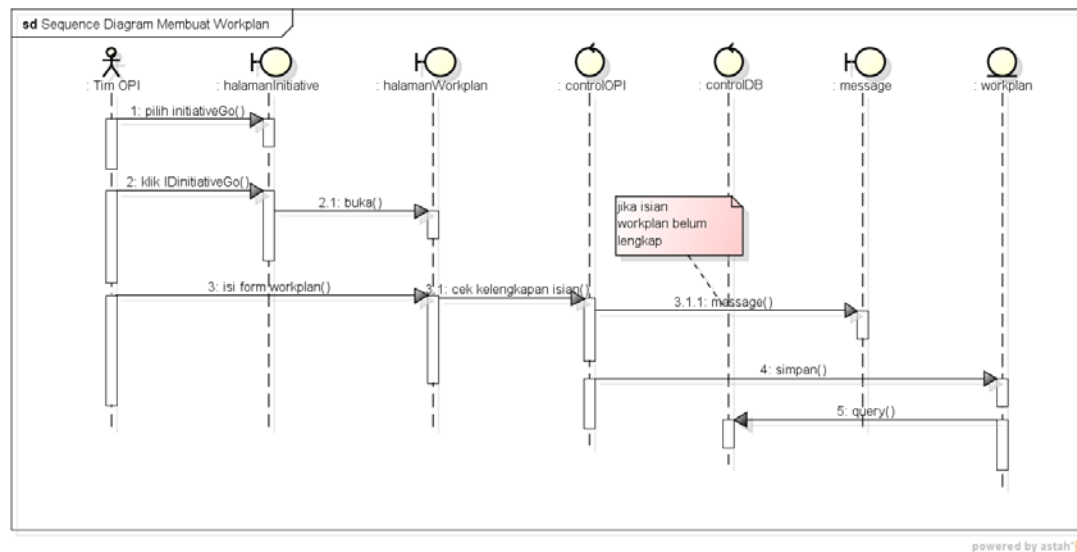 sd Sequence Diagram Membuat Workplan
: Tim OPI
: halamanInitiative
: halamanWorkplan
: controlOPI
: controlDB
: message
: workplan
1: pilih initiativeGo()
2: klik IDinitiativeGo()
2.1: buka()
jika isian
workplan belum
lengkap
3: isi form workplan()
3.1: cek kelengkapan isian()
3.1.1: message()
4: simpan()
5: query()
powered by astah*